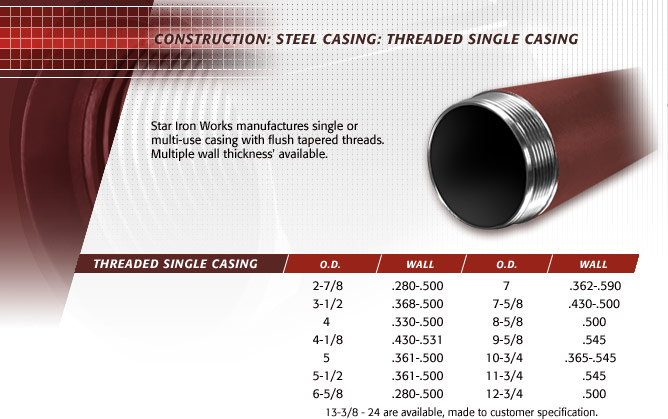 CONSTRUCTION: STEEL CASING: THREADED SINGLE CASING
Star Iron Works manufactures single or
multi-use casing with flush tapered threads.
Multiple wall thickness' available.
THREADED SINGLE CASING O.D. WALL O.D. WALL
2-7/8 .280-.500 7 .362-.590
3-1/2 .368-.500 7-5/8 .430-.500
4 .330-.500 8-5/8 .500
4-1/8 .430-.531 9-5/8 .545
5 .361-.500 10-3/4 .365-.545
5-1/2 .361-.500 11-3/4 .545
6-5/8 .280-.500 12-3/4 .500
13-3/8 - 24 are available, made to customer specification.